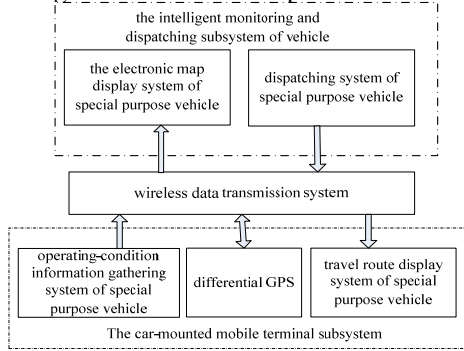 the intelligent monitoring and
dispatching subsystem of vehicle
the electronic map
display system of
special purpose vehicle
dispatching system of
special purpose vehicle
wireless data transmission system
operating-condition
information gathering
system of special
purpose vehicle
differential GPS
travel route display
system of special
purpose vehicle
The car-mounted mobile terminal subsystem